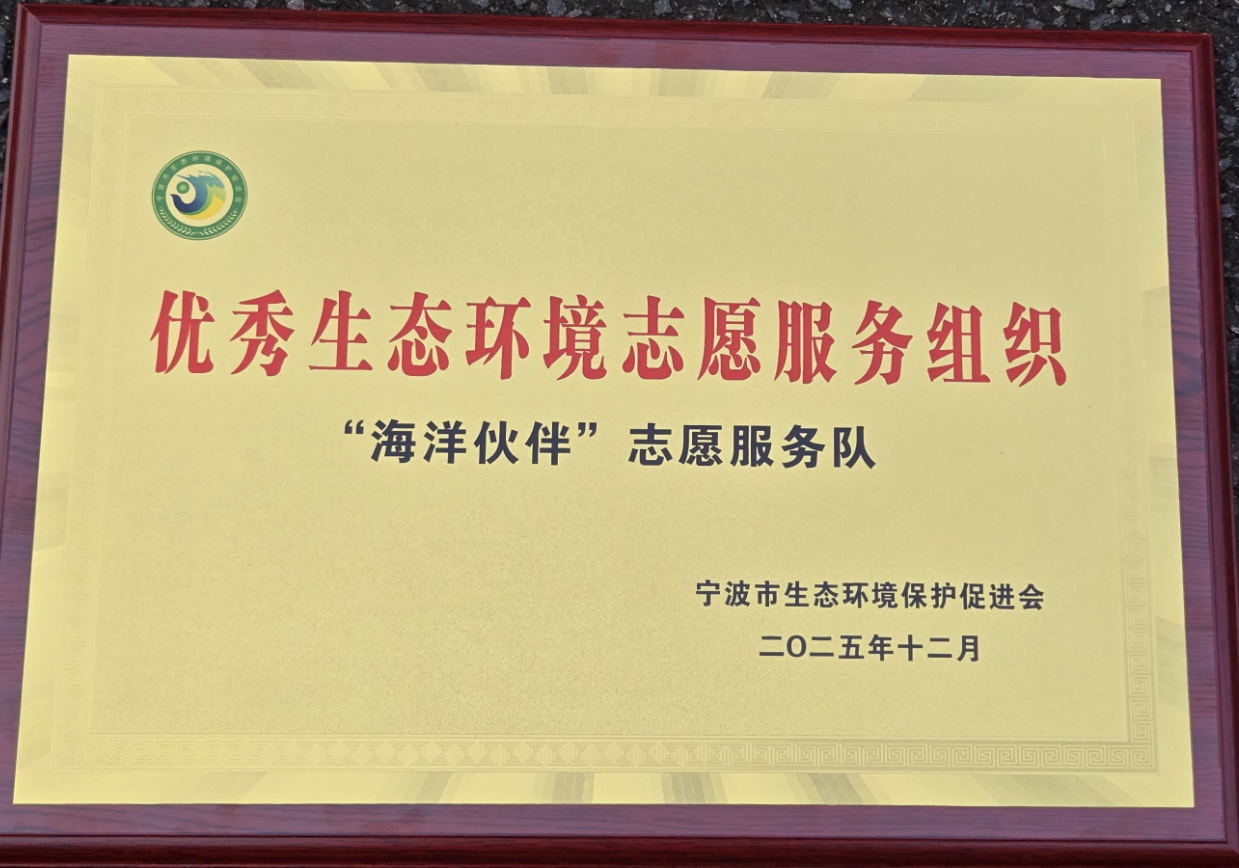 优秀生态环境志愿服务组织
“海洋伙伴”志愿服务队
宁波市生态环境保护促进会
二〇二五年十二月